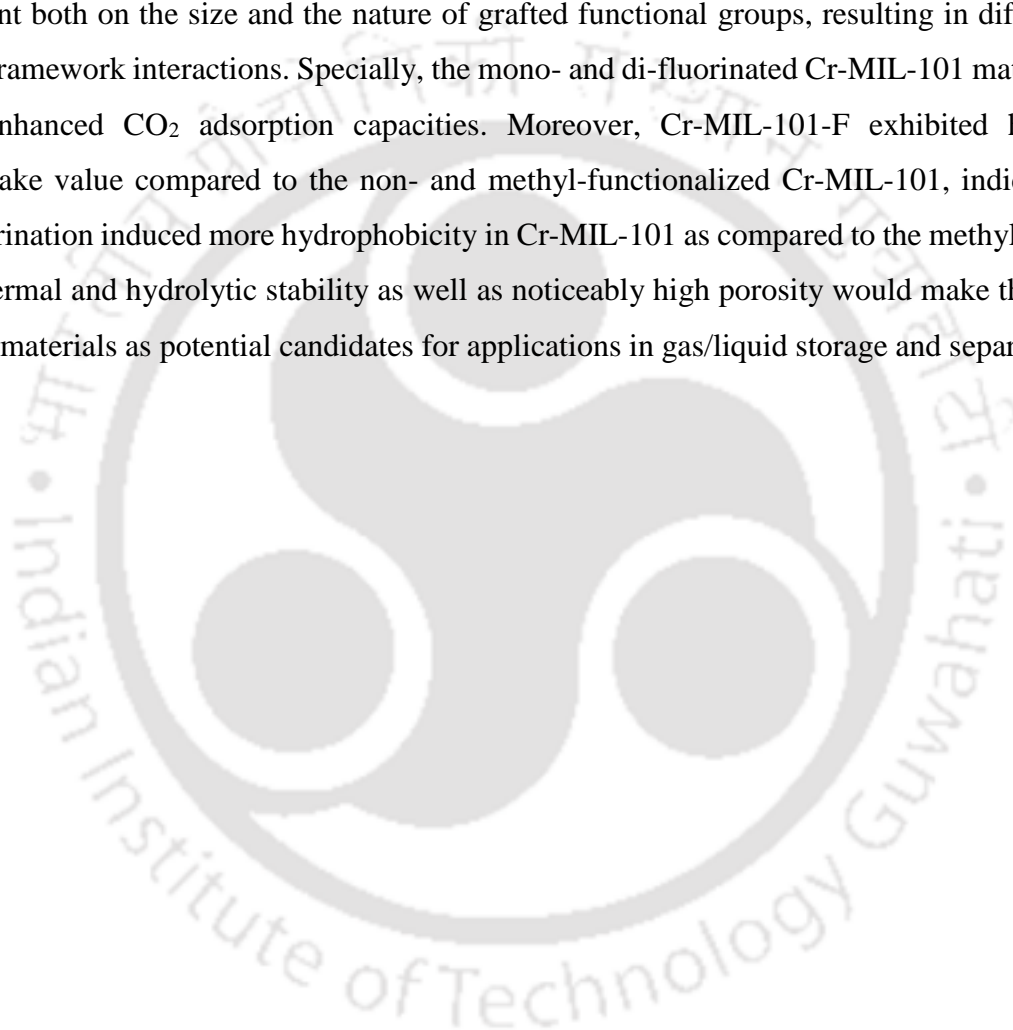 nt both on the size and the nature of grafted functional groups, resulting in dif
ramework interactions. Specially, the mono- and di-fluorinated Cr-MIL-101 mat
nhanced CO₂ adsorption capacities. Moreover, Cr-MIL-101-F exhibited l
ake value compared to the non- and methyl-functionalized Cr-MIL-101, indic
rination induced more hydrophobicity in Cr-MIL-101 as compared to the methyl
ermal and hydrolytic stability as well as noticeably high porosity would make th
materials as potential candidates for applications in gas/liquid storage and separ
Indian Institute of Technology Guwahati